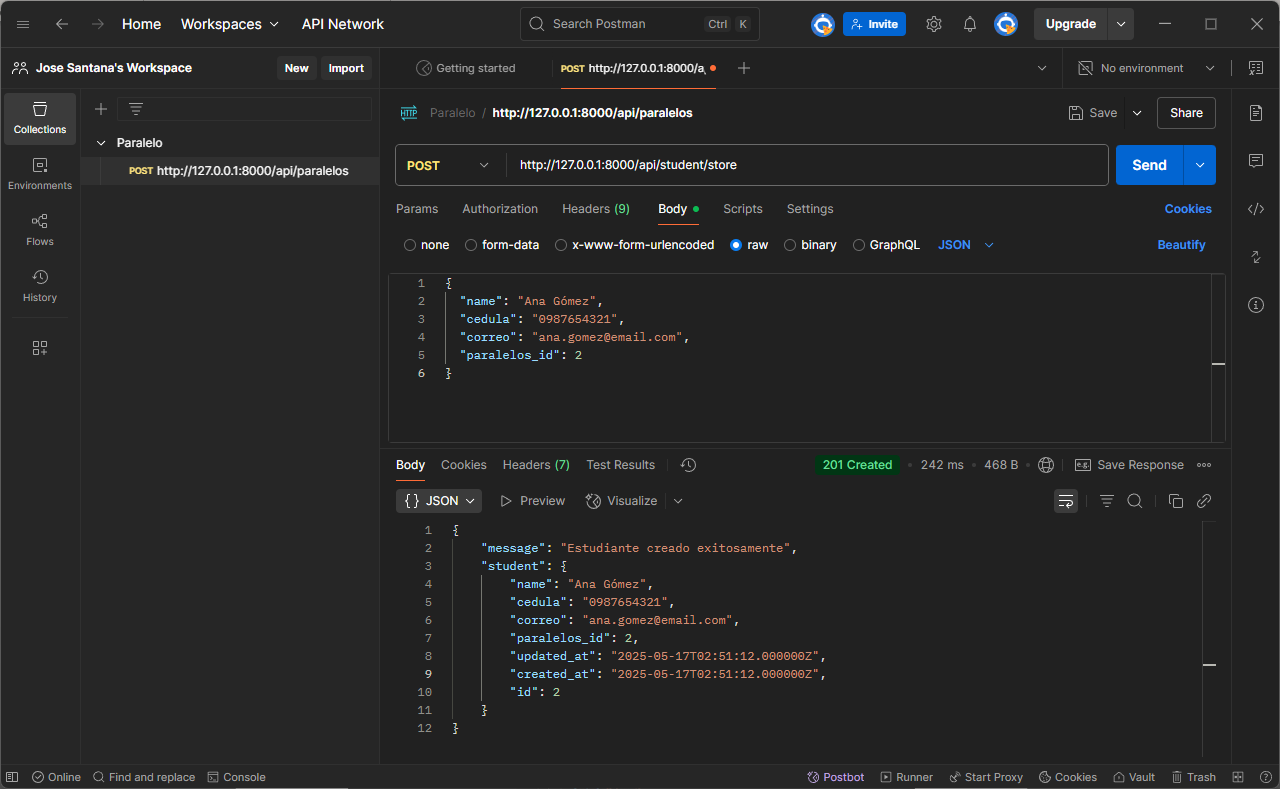 Home Workspaces API Network Search Postman Ctrl K Invite Upgrade
Jose Santana's Workspace New Import Getting started POST http://127.0.0.1:8000/a No environment
Collections
Environments
Flows
History
Paralelo
POST http://127.0.0.1:8000/api/paralelos
HTTP Paralelo / http://127.0.0.1:8000/api/paralelos Save Share
POST http://127.0.0.1:8000/api/student/store Send
Params Authorization Headers (9) Body Scripts Settings Cookies
none form-data x-www-form-urlencoded raw binary GraphQL JSON Beautify
1 {
2 "name": "Ana Gómez",
3 "cedula": "0987654321",
4 "correo": "ana.gomez@email.com",
5 "paralelos_id": 2
6 }
Body Cookies Headers (7) Test Results 201 Created 242 ms 468 B e.g. Save Response
{} JSON Preview Visualize
1 {
2 "message": "Estudiante creado exitosamente",
3 "student": {
4 "name": "Ana Gómez",
5 "cedula": "0987654321",
6 "correo": "ana.gomez@email.com",
7 "paralelos_id": 2,
8 "updated_at": "2025-05-17T02:51:12.000000Z",
9 "created_at": "2025-05-17T02:51:12.000000Z",
10 "id": 2
11 }
12 }
Online Find and replace Console Postbot Runner Start Proxy Cookies Vault Trash